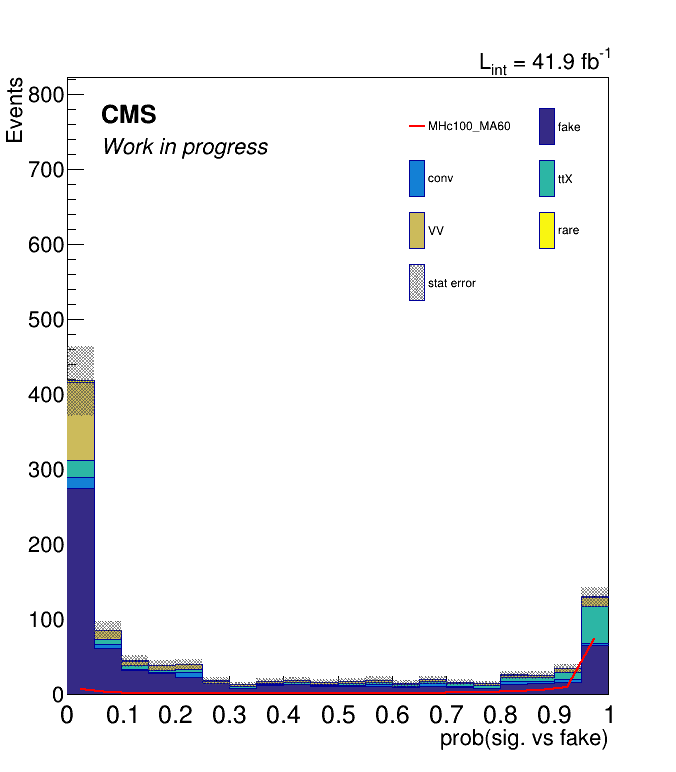 L_int = 41.9 fb^-1
Events
CMS
Work in progress
MHc100_MA60
fake
conv
ttX
VV
rare
stat error
800
700
600
500
400
300
200
100
0
0 0.1 0.2 0.3 0.4 0.5 0.6 0.7 0.8 0.9 1
prob(sig. vs fake)